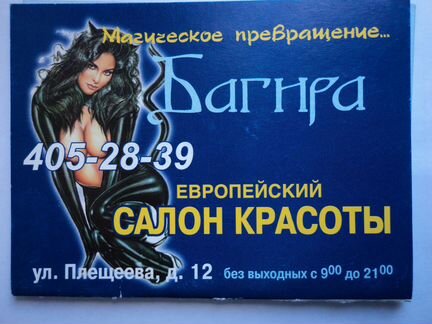 Магическое превращение...
Багира
405-28-39
ЕВРОПЕЙСКИЙ
САЛОН КРАСОТЫ
ул. Плещеева, д. 12 без выходных с 9⁰⁰ до 21⁰⁰